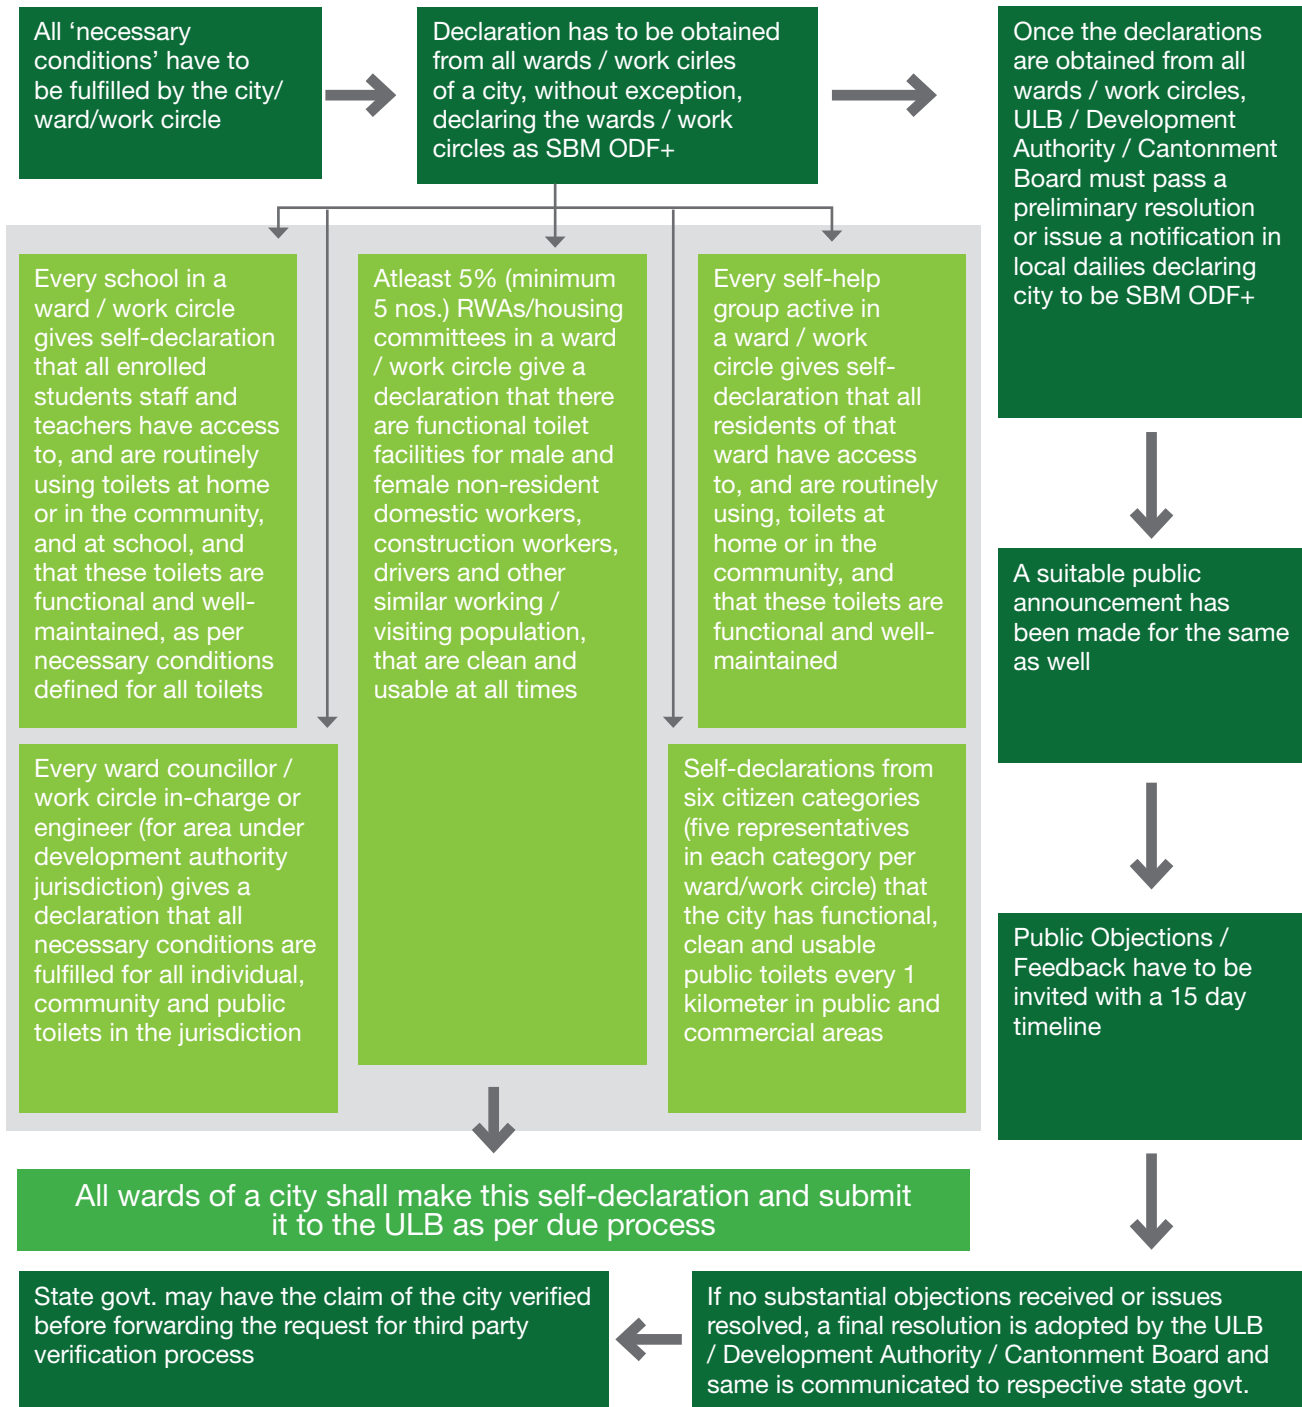 All ‘necessary
conditions’ have to
be fulfilled by the city/
ward/work circle
Declaration has to be obtained
from all wards / work cirles
of a city, without exception,
declaring the wards / work
circles as SBM ODF+
Once the declarations
are obtained from all
wards / work circles,
ULB / Development
Authority / Cantonment
Board must pass a
preliminary resolution
or issue a notification in
local dailies declaring
city to be SBM ODF+
Every school in a
ward / work circle
gives self-declaration
that all enrolled
students staff and
teachers have access
to, and are routinely
using toilets at home
or in the community,
and at school, and
that these toilets are
functional and well-
maintained, as per
necessary conditions
defined for all toilets
Atleast 5% (minimum
5 nos.) RWAs/housing
committees in a ward
/ work circle give a
declaration that there
are functional toilet
facilities for male and
female non-resident
domestic workers,
construction workers,
drivers and other
similar working /
visiting population,
that are clean and
usable at all times
Every self-help
group active in
a ward / work
circle gives self-
declaration that all
residents of that
ward have access
to, and are routinely
using, toilets at
home or in the
community, and
that these toilets are
functional and well-
maintained
Every ward councillor /
work circle in-charge or
engineer (for area under
development authority
jurisdiction) gives a
declaration that all
necessary conditions are
fulfilled for all individual,
community and public
toilets in the jurisdiction
Self-declarations from
six citizen categories
(five representatives
in each category per
ward/work circle) that
the city has functional,
clean and usable
public toilets every 1
kilometer in public and
commercial areas
A suitable public
announcement has
been made for the same
as well
Public Objections /
Feedback have to be
invited with a 15 day
timeline
All wards of a city shall make this self-declaration and submit
it to the ULB as per due process
If no substantial objections received or issues
resolved, a final resolution is adopted by the ULB
/ Development Authority / Cantonment Board and
same is communicated to respective state govt.
State govt. may have the claim of the city verified
before forwarding the request for third party
verification process